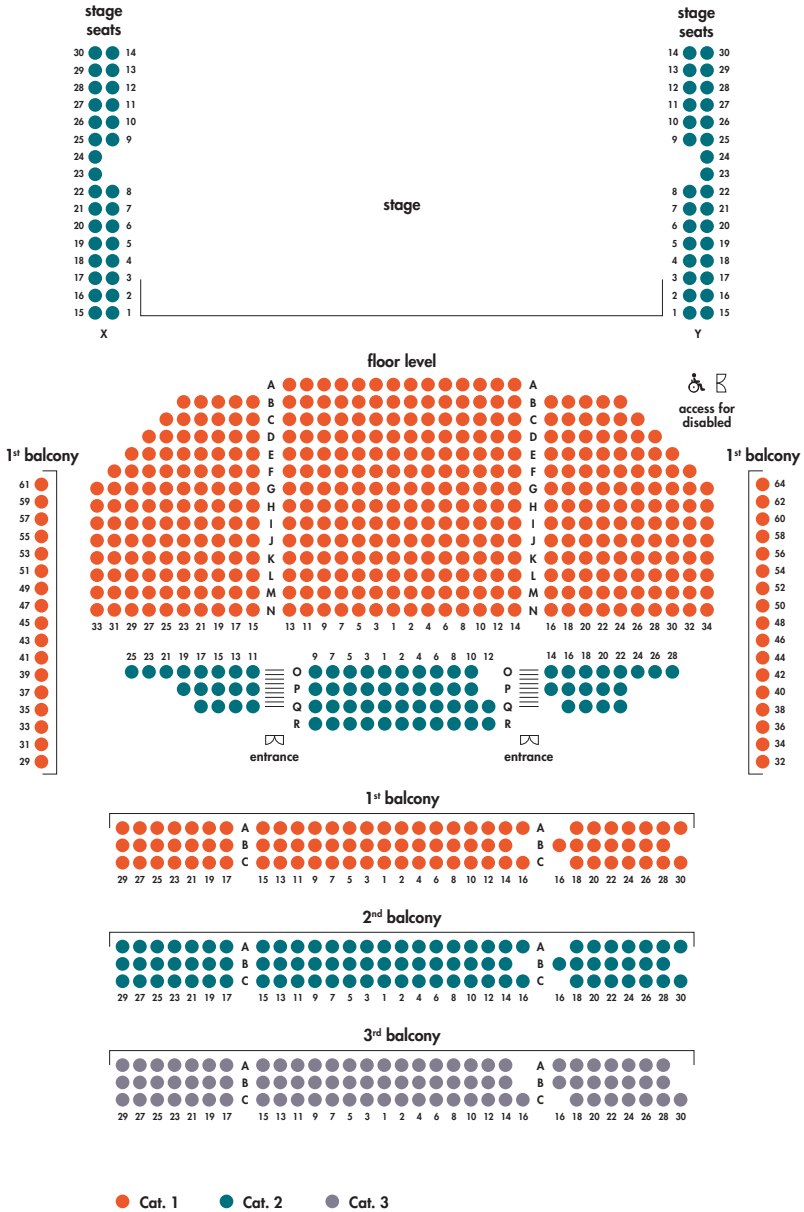 stage
seats
stage
seats
30 14
14 30
29 13
13 29
28 12
12 28
27 11
11 27
26 10
10 26
25 9
9 25
24
24
23
23
22 8
8 22
21 7
7 21
stage
20 6
6 20
19 5
5 19
18 4
4 18
17 3
3 17
16 2
2 16
15 1
1 15
X
Y
floor level
A A
B B
C C
D D
E E
F F
G G
H H
I I
J J
K K
L L
M M
N N
33 31 29 27 25 23 21 19 17 15 13 11 9 7 5 3 1 2 4 6 8 10 12 14 16 18 20 22 24 26 28 30 32 34
access for
disabled
1st balcony
61
59
57
55
53
51
49
47
45
43
41
39
37
35
33
31
29
1st balcony
64
62
60
58
56
54
52
50
48
46
44
42
40
38
36
34
32
25 23 21 19 17 15 13 11 9 7 5 3 1 2 4 6 8 10 12 14 16 18 20 22 24 26 28
O O
P P
Q Q
R R
entrance
entrance
1st balcony
A A
B B
C C
29 27 25 23 21 19 17 15 13 11 9 7 5 3 1 2 4 6 8 10 12 14 16 16 18 20 22 24 26 28 30
2nd balcony
A A
B B
C C
29 27 25 23 21 19 17 15 13 11 9 7 5 3 1 2 4 6 8 10 12 14 16 16 18 20 22 24 26 28 30
3rd balcony
A A
B B
C C
29 27 25 23 21 19 17 15 13 11 9 7 5 3 1 2 4 6 8 10 12 14 16 16 18 20 22 24 26 28 30
Cat. 1 Cat. 2 Cat. 3